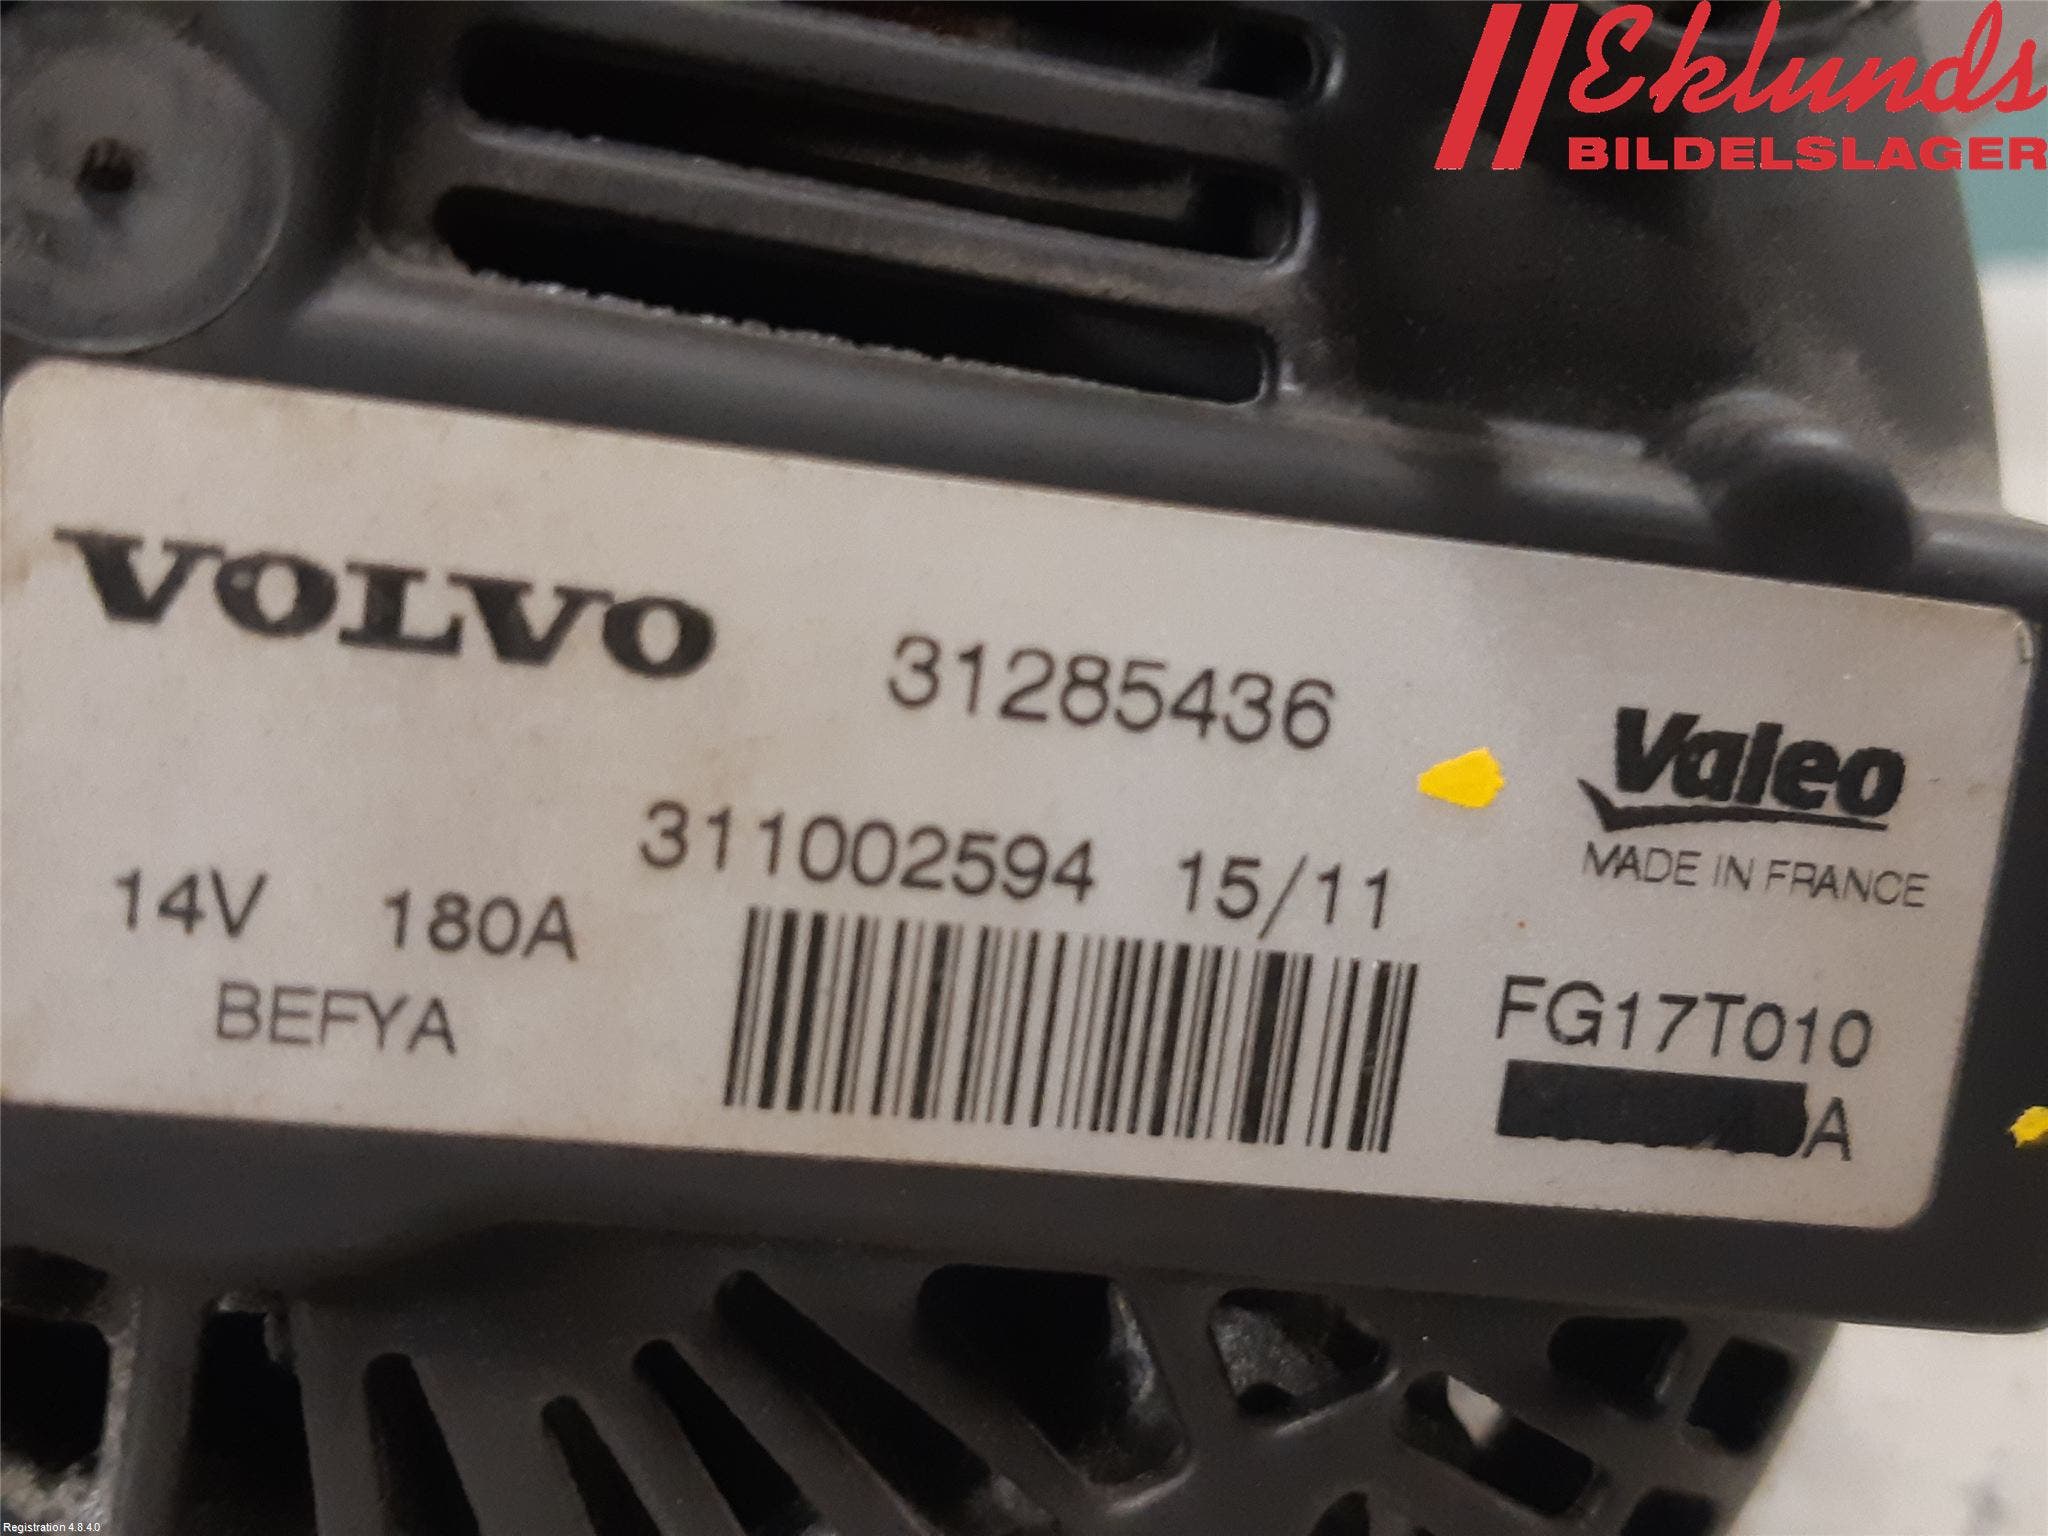 Eklunds
BILDELSLAGER
VOLVO
31285436
Valeo
MADE IN FRANCE
311002594 15/11
14V 180A
BEFYA
FG17T010
A
Registration 4.8.4.0